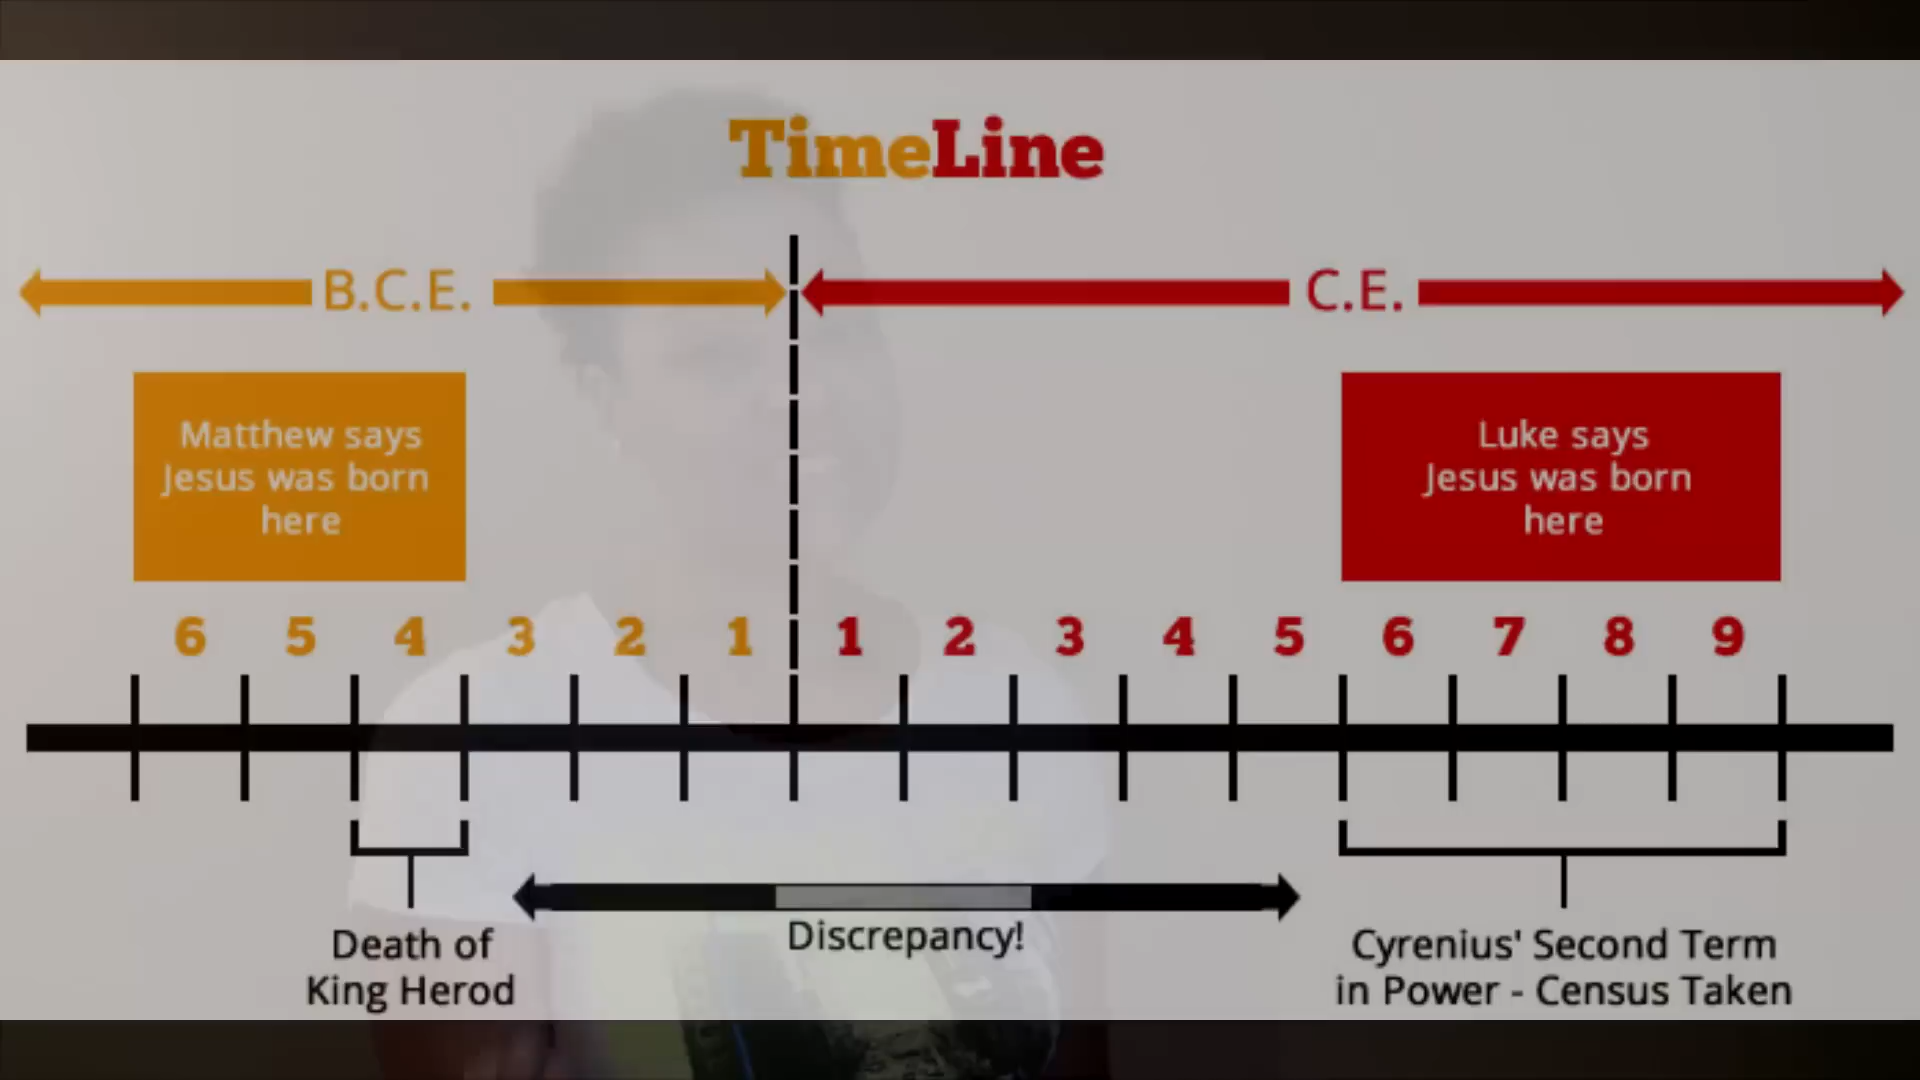 TimeLine
B.C.E.
C.E.
Matthew says
Jesus was born
here
Luke says
Jesus was born
here
6 5 4 3 2 1 1 2 3 4 5 6 7 8 9
Death of
King Herod
Discrepancy!
Cyrenius' Second Term
in Power - Census Taken